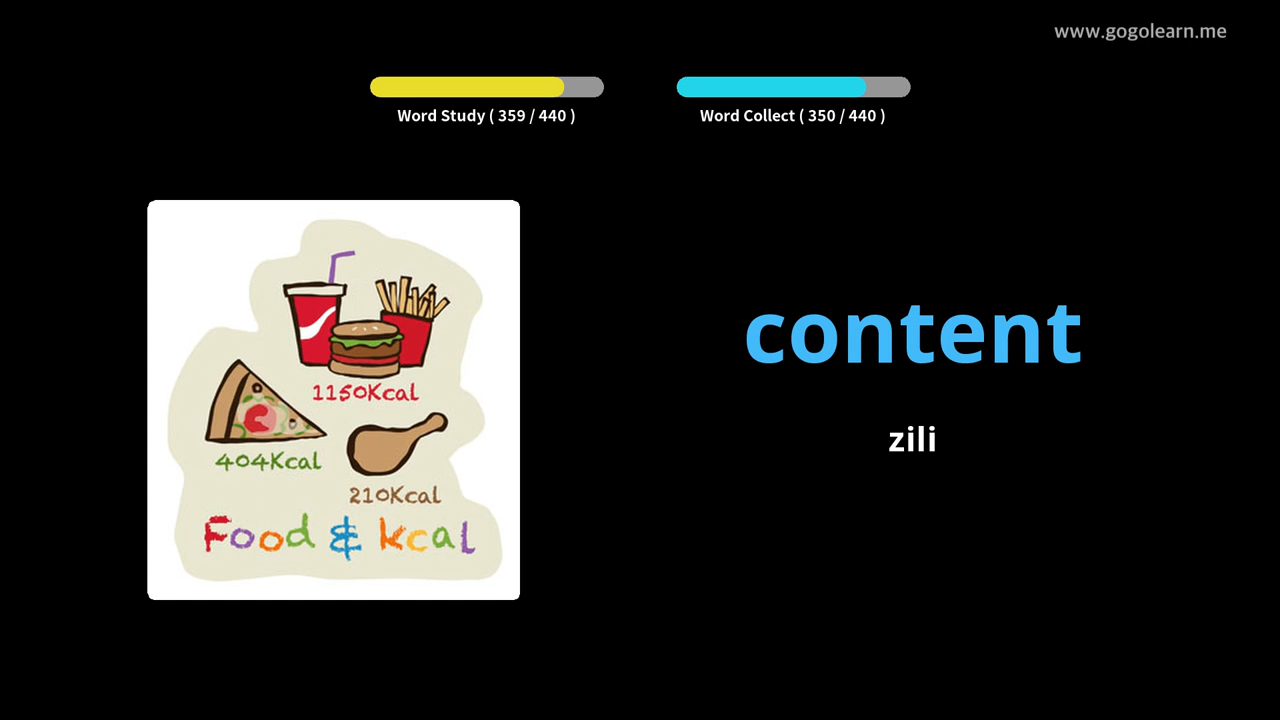 www.gogolearn.me
Word Study ( 359 / 440 )
Word Collect ( 350 / 440 )
1150Kcal
404Kcal
210Kcal
Food & kcal
content
zili